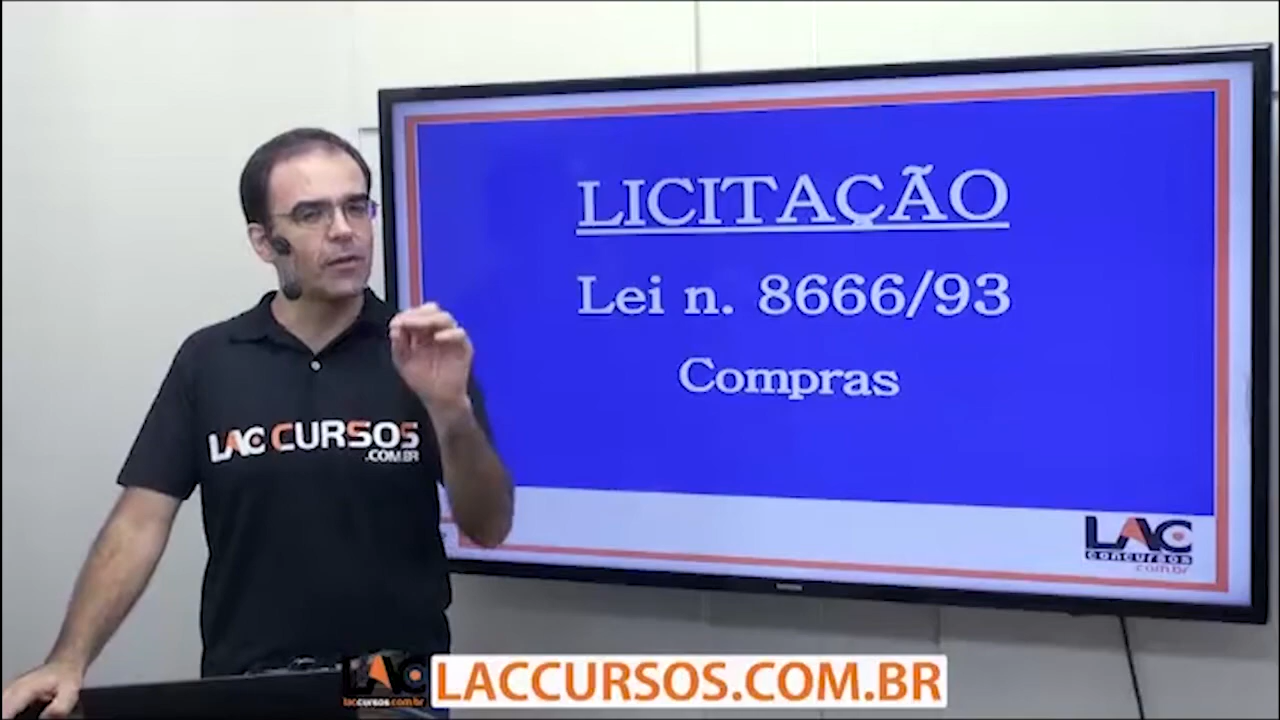 LICITAÇÃO
Lei n. 8666/93
Compras
LAC CURSOS
.COM.BR
LAC
concursos
.com.br
LAC
laccursos.com.br
LACCURSOS.COM.BR